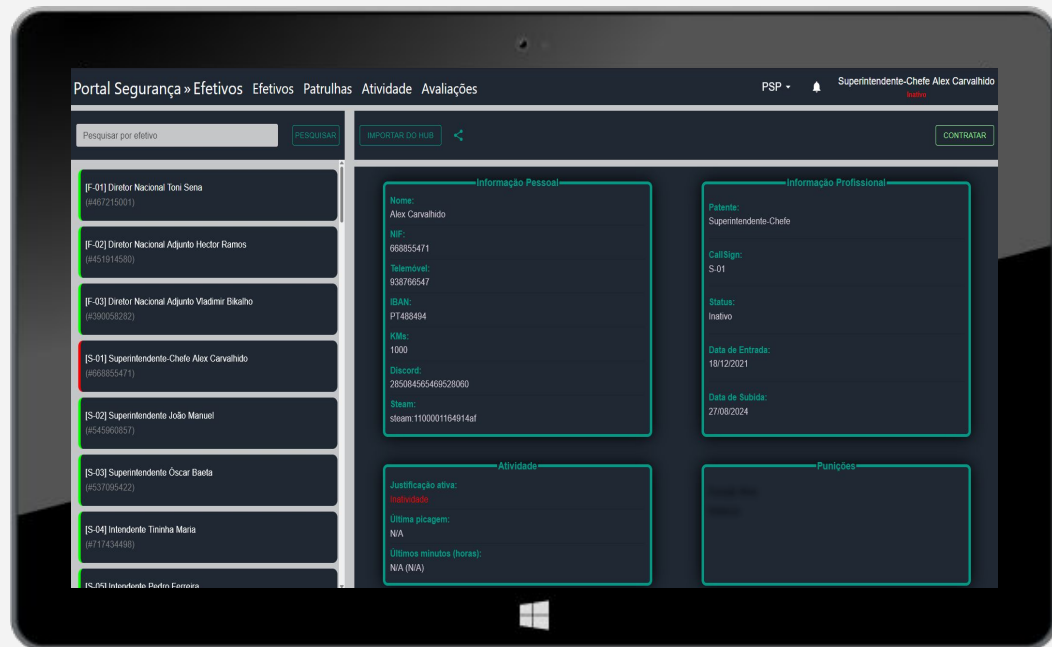 Portal Segurança » Efetivos Efetivos Patrulhas Atividade Avaliações
PSP
Superintendente-Chefe Alex Carvalhido
Inativo
Pesquisar por efetivo
PESQUISAR
IMPORTAR DO HUB
CONTRATAR
[F-01] Diretor Nacional Toni Sena
(#467215001)
[F-02] Diretor Nacional Adjunto Hector Ramos
(#451914580)
[F-03] Diretor Nacional Adjunto Vladimir Bikalho
(#390058282)
[S-01] Superintendente-Chefe Alex Carvalhido
(#668855471)
[S-02] Superintendente João Manuel
(#545960857)
[S-03] Superintendente Óscar Baeta
(#537095422)
[S-04] Intendente Tininha Maria
(#717434498)
[S-05] Intendente Pedro Ferreira
Informação Pessoal
Nome:
Alex Carvalhido
NIF:
668855471
Telemóvel:
938766547
IBAN:
PT488494
KMs:
1000
Discord:
285084565469528060
Steam:
steam:1100001164914af
Informação Profissional
Patente:
Superintendente-Chefe
CallSign:
S-01
Status:
Inativo
Data de Entrada:
18/12/2021
Data de Subida:
27/08/2024
Atividade
Justificação ativa:
Inatividade
Última picagem:
N/A
Últimos minutos (horas):
N/A (N/A)
Punições